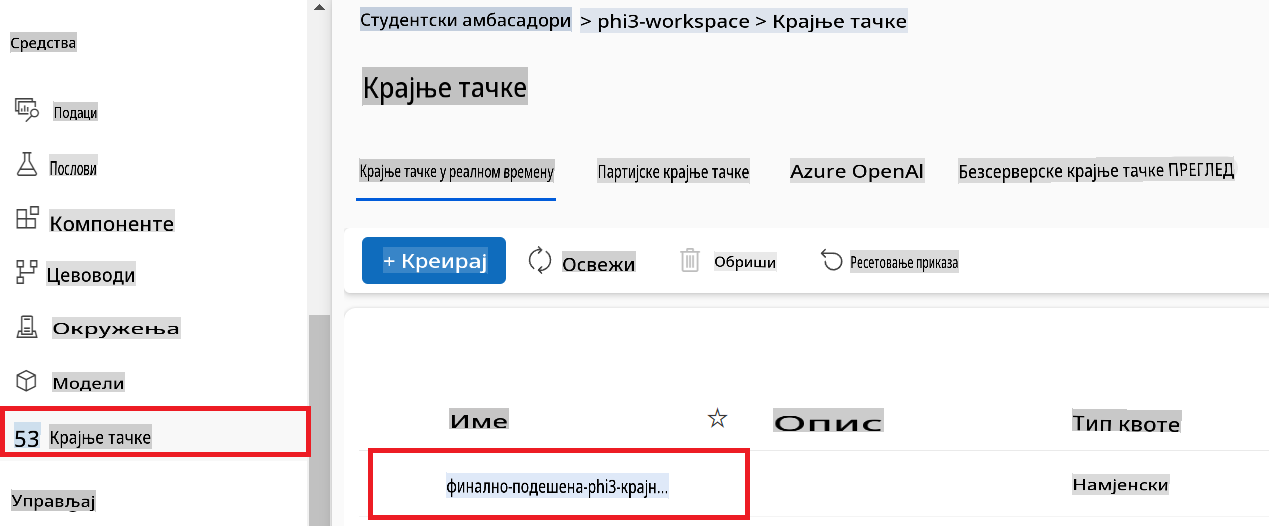 Средства
Подаци
Послови
Компоненте
Цевоводи
Окружења
Модели
53 Крајње тачке
Управљај
Студентски амбасадори > phi3-workspace > Крајње тачке
Крајње тачке
Крајње тачке у реалном времену Партијске крајње тачке Azure OpenAI Безсерверске крајње тачке ПРЕГЛЕД
+ Креирај Освежи Обриши Ресетовање приказа
Име Опис Тип квоте
финално-подешена-phi3-крајн... Намјенски